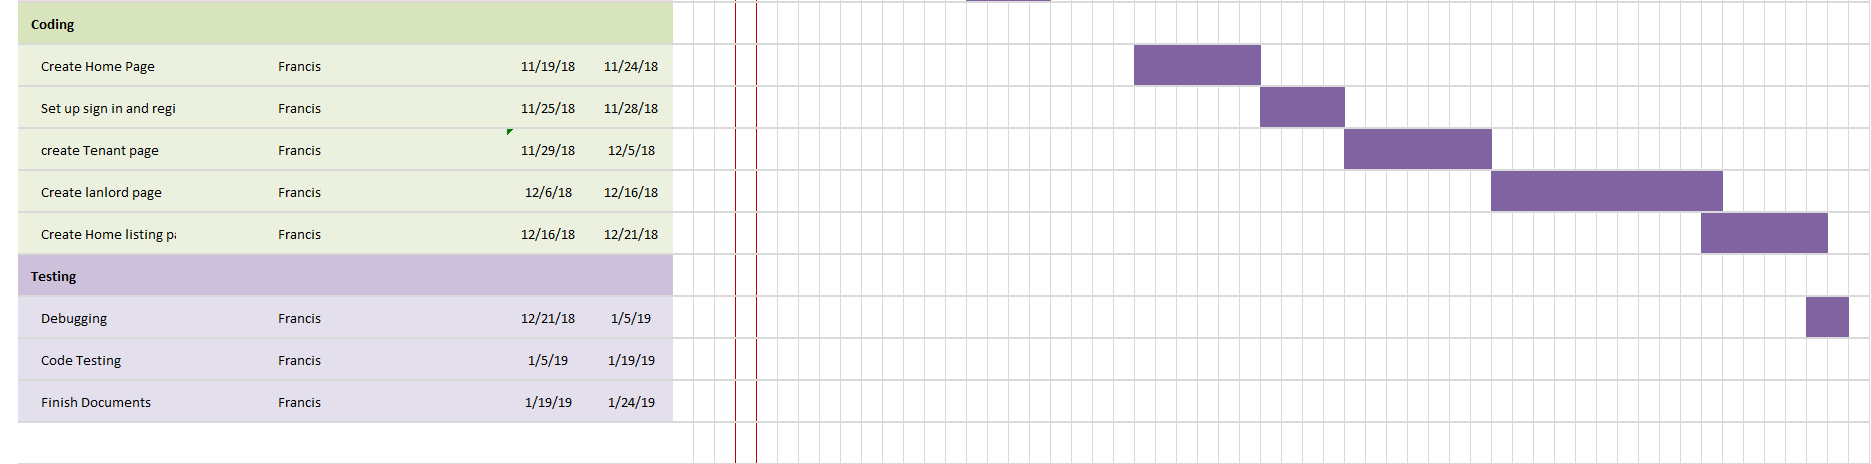 Coding
Create Home Page Francis 11/19/18 11/24/18
Set up sign in and regi Francis 11/25/18 11/28/18
create Tenant page Francis 11/29/18 12/5/18
Create lanlord page Francis 12/6/18 12/16/18
Create Home listing pa Francis 12/16/18 12/21/18
Testing
Debugging Francis 12/21/18 1/5/19
Code Testing Francis 1/5/19 1/19/19
Finish Documents Francis 1/19/19 1/24/19